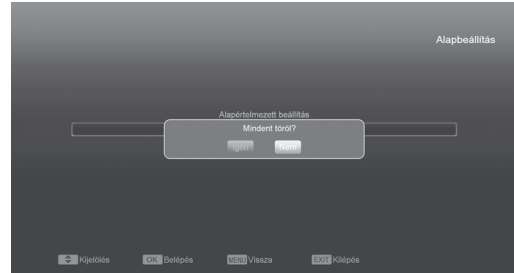 Alapbeállítás
Alapértelmezett beállítás
Mindent töröl?
Igen Nem
Kijelölés OK Belépés MENU Vissza EXIT Kilépés